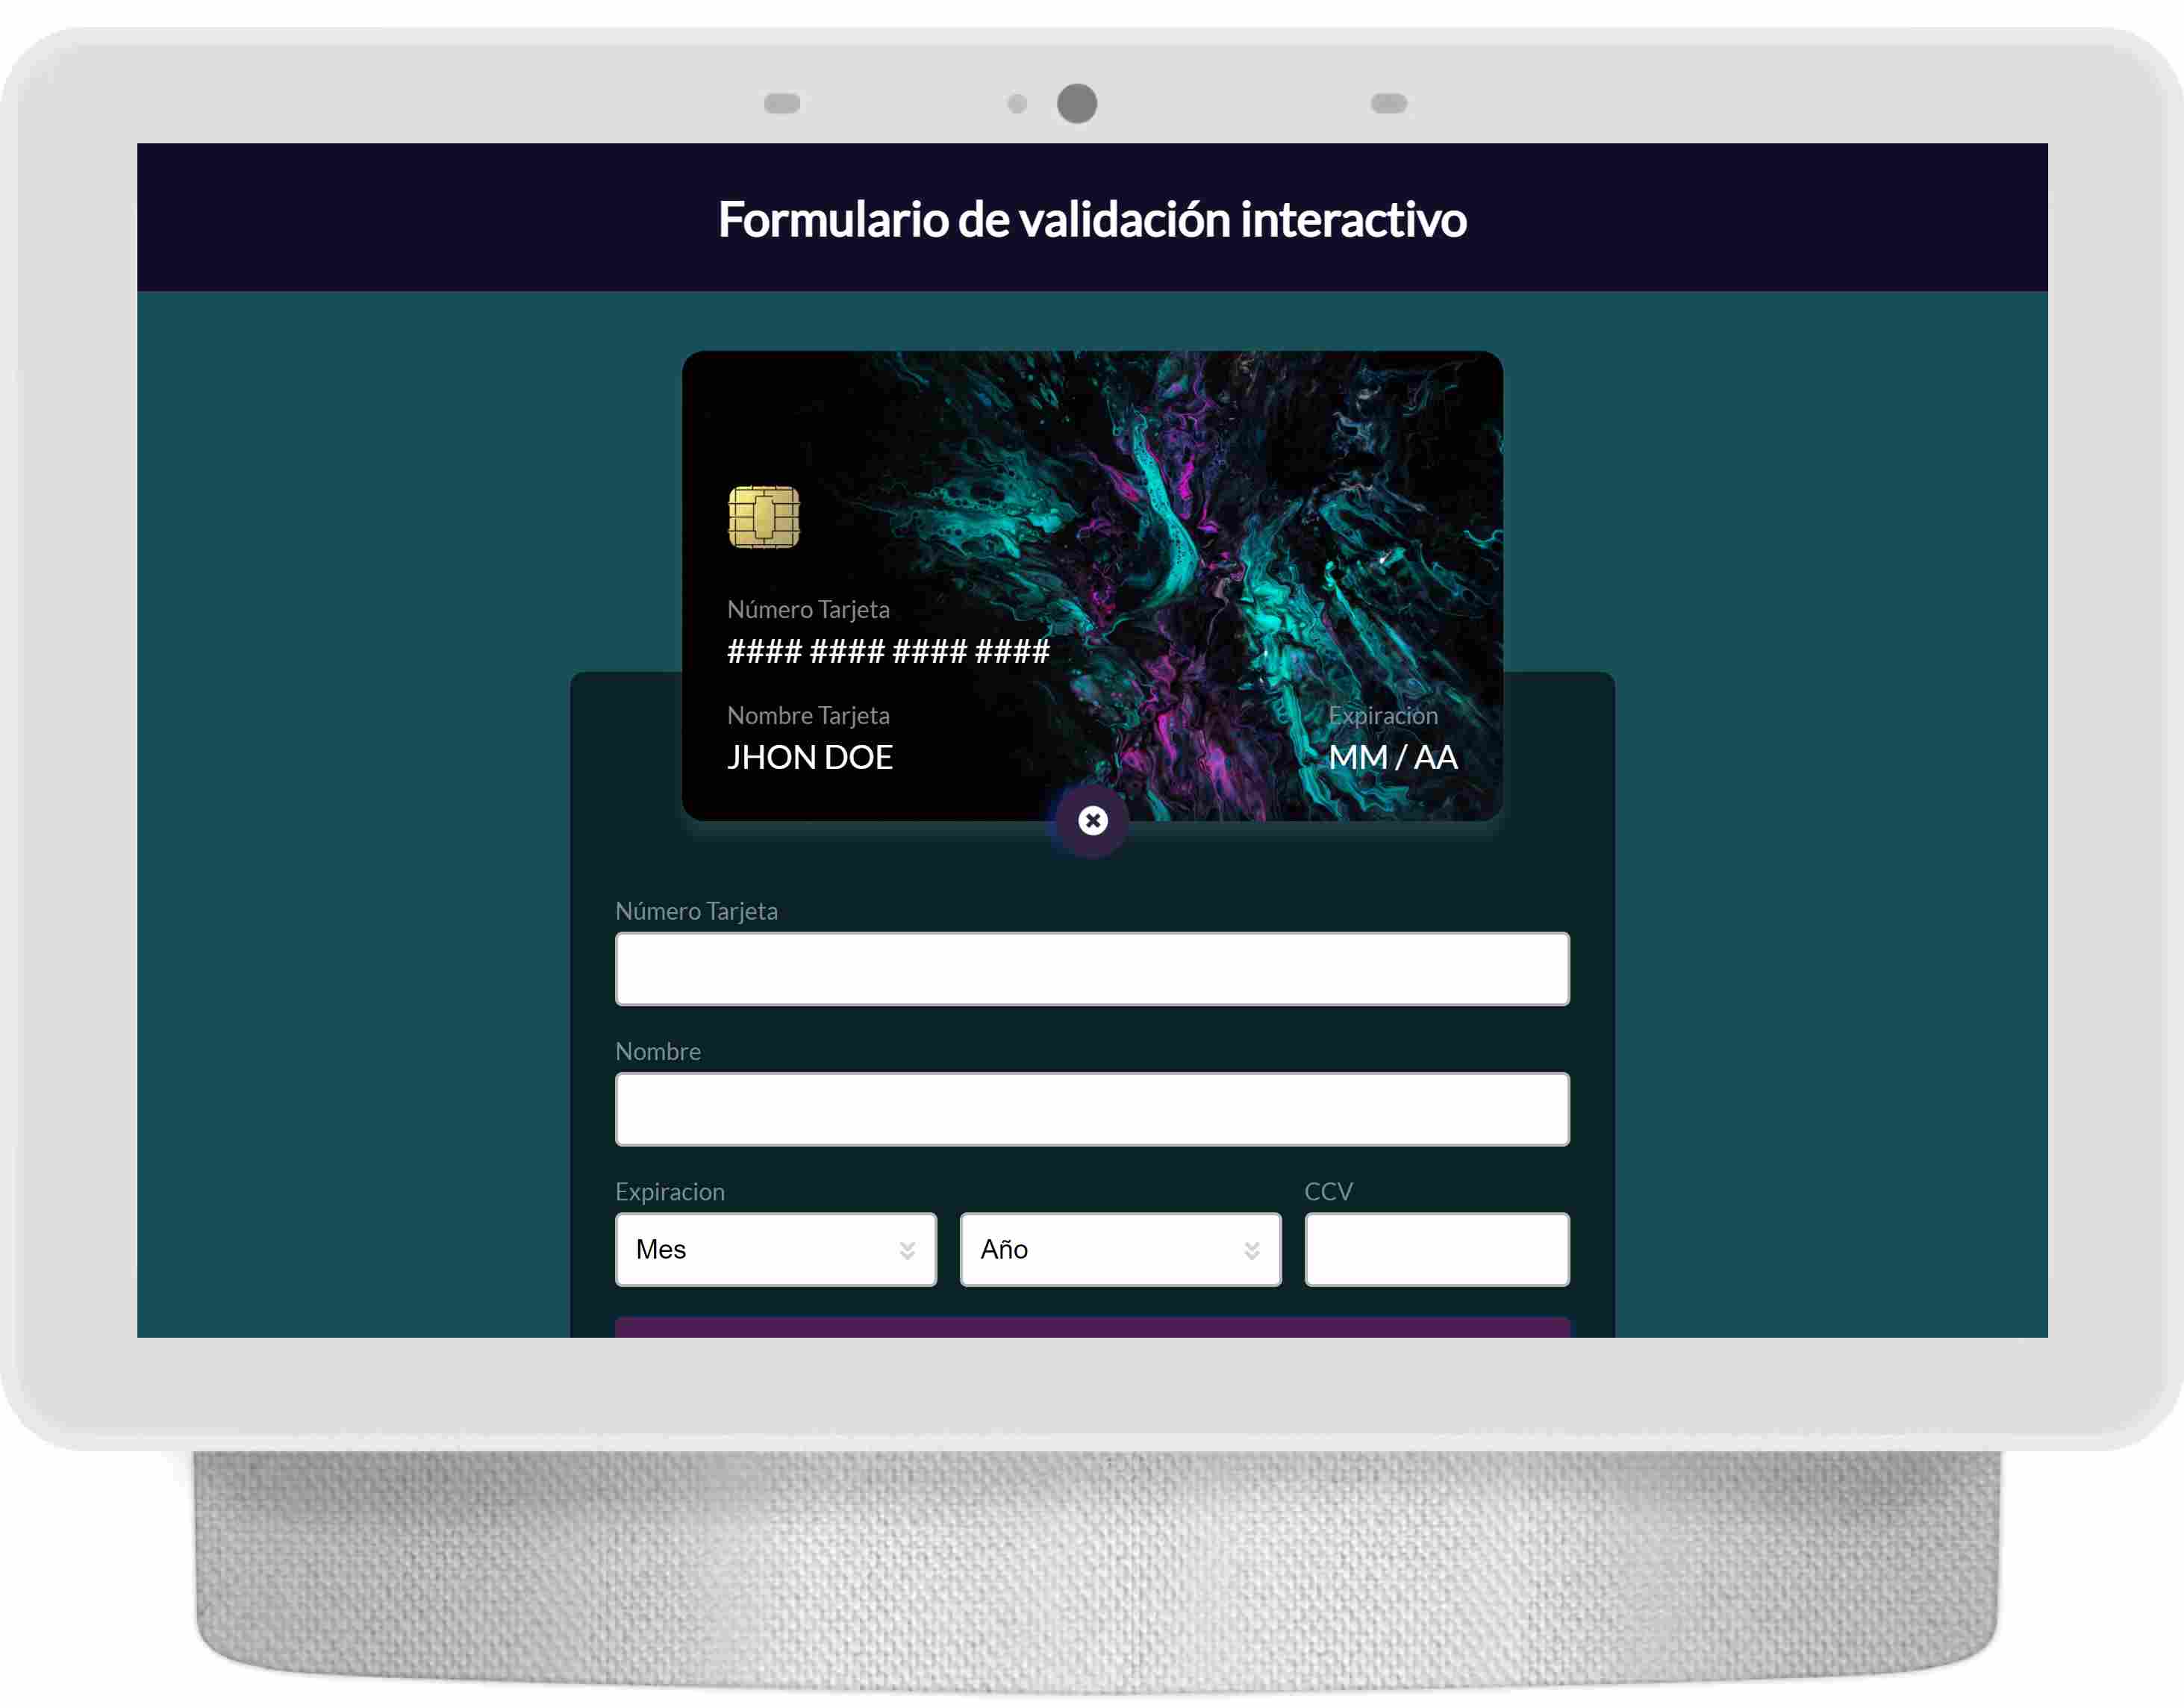 Formulario de validación interactivo
Número Tarjeta
#### #### #### ####
Nombre Tarjeta
JHON DOE
Expiracion
MM / AA
Número Tarjeta
Nombre
Expiracion
CCV
Mes
Año